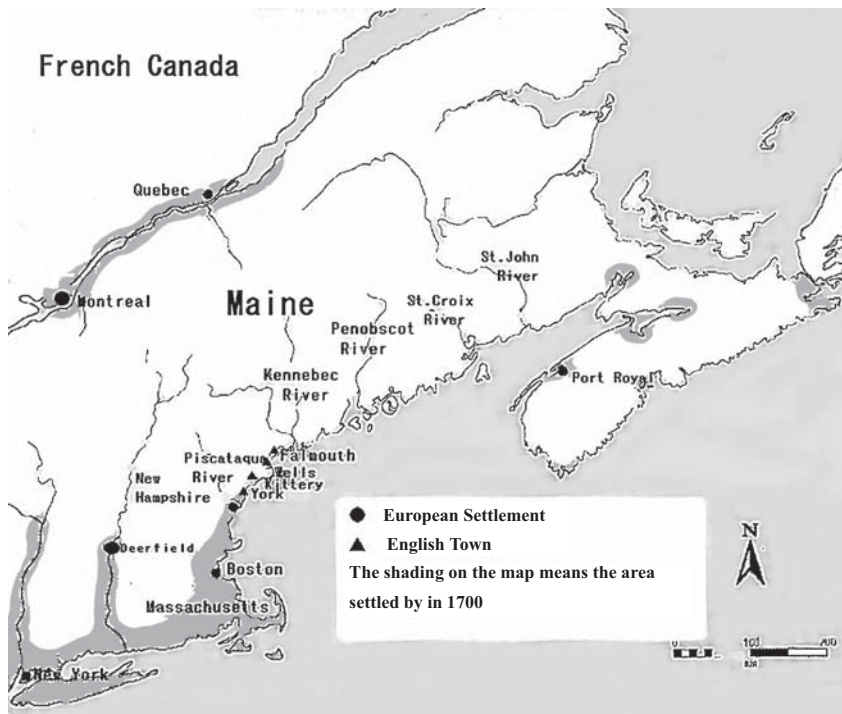 French Canada
Quebec
Montreal
Maine
St.John
River
St.Croix
River
Penobscot
River
Kennebec
River
Port Royal
Piscataqua
River
Falmouth
Wells
Kittery
York
New
Hampshire
Deerfield
Boston
Massachusetts
New York
European Settlement
English Town
The shading on the map means the area
settled by in 1700
N
0 100 200